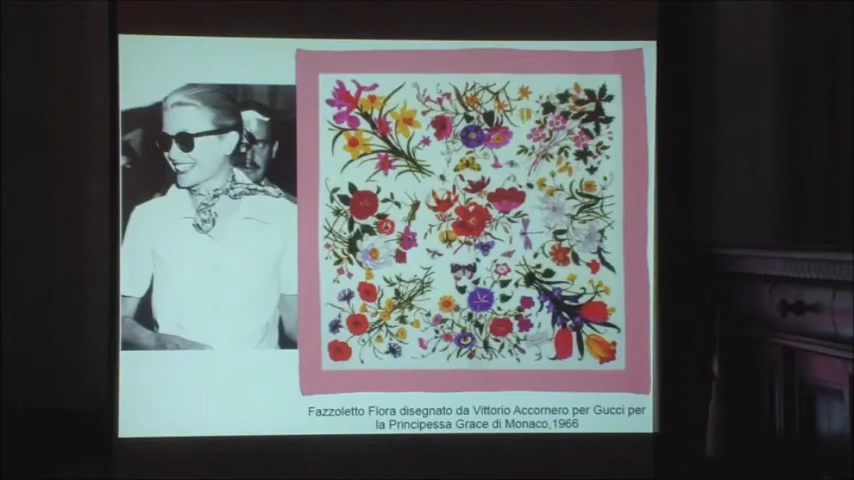 Fazzoletto Flora disegnato da Vittorio Accornero per Gucci per
la Principessa Grace di Monaco,1966